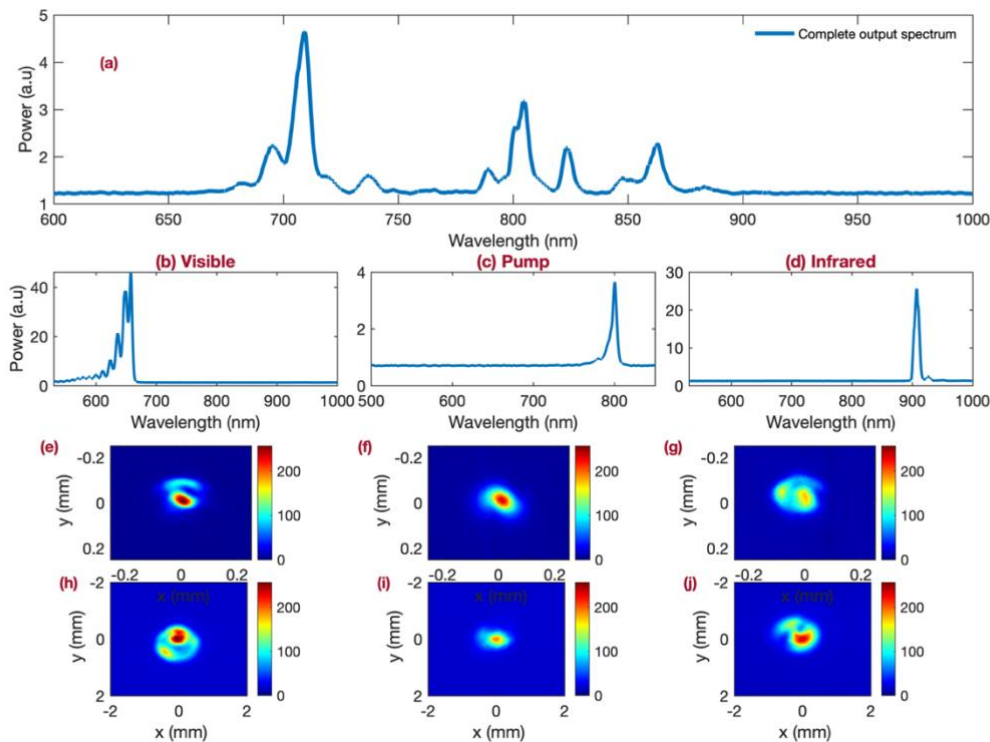 5
4
3
2
1
Power (a.u)
(a)
Complete output spectrum
600 650 700 750 800 850 900 950 1000
Wavelength (nm)
(b) Visible
(c) Pump
(d) Infrared
40
20
0
Power (a.u)
600 700 800 900 1000
Wavelength (nm)
4
2
0
500 600 700 800
Wavelength (nm)
30
20
10
0
600 700 800 900 1000
Wavelength (nm)
(e)
-0.2
0
0.2
y (mm)
-0.2 0 0.2
x (mm)
200
100
0
(f)
-0.2
0
0.2
y (mm)
-0.2 0 0.2
x (mm)
200
100
0
(g)
-0.2
0
0.2
y (mm)
-0.2 0 0.2
x (mm)
200
100
0
(h)
-2
0
2
y (mm)
-2 0 2
x (mm)
200
100
0
(i)
-2
0
2
y (mm)
-2 0 2
x (mm)
200
100
0
(j)
-2
0
2
y (mm)
-2 0 2
x (mm)
200
100
0